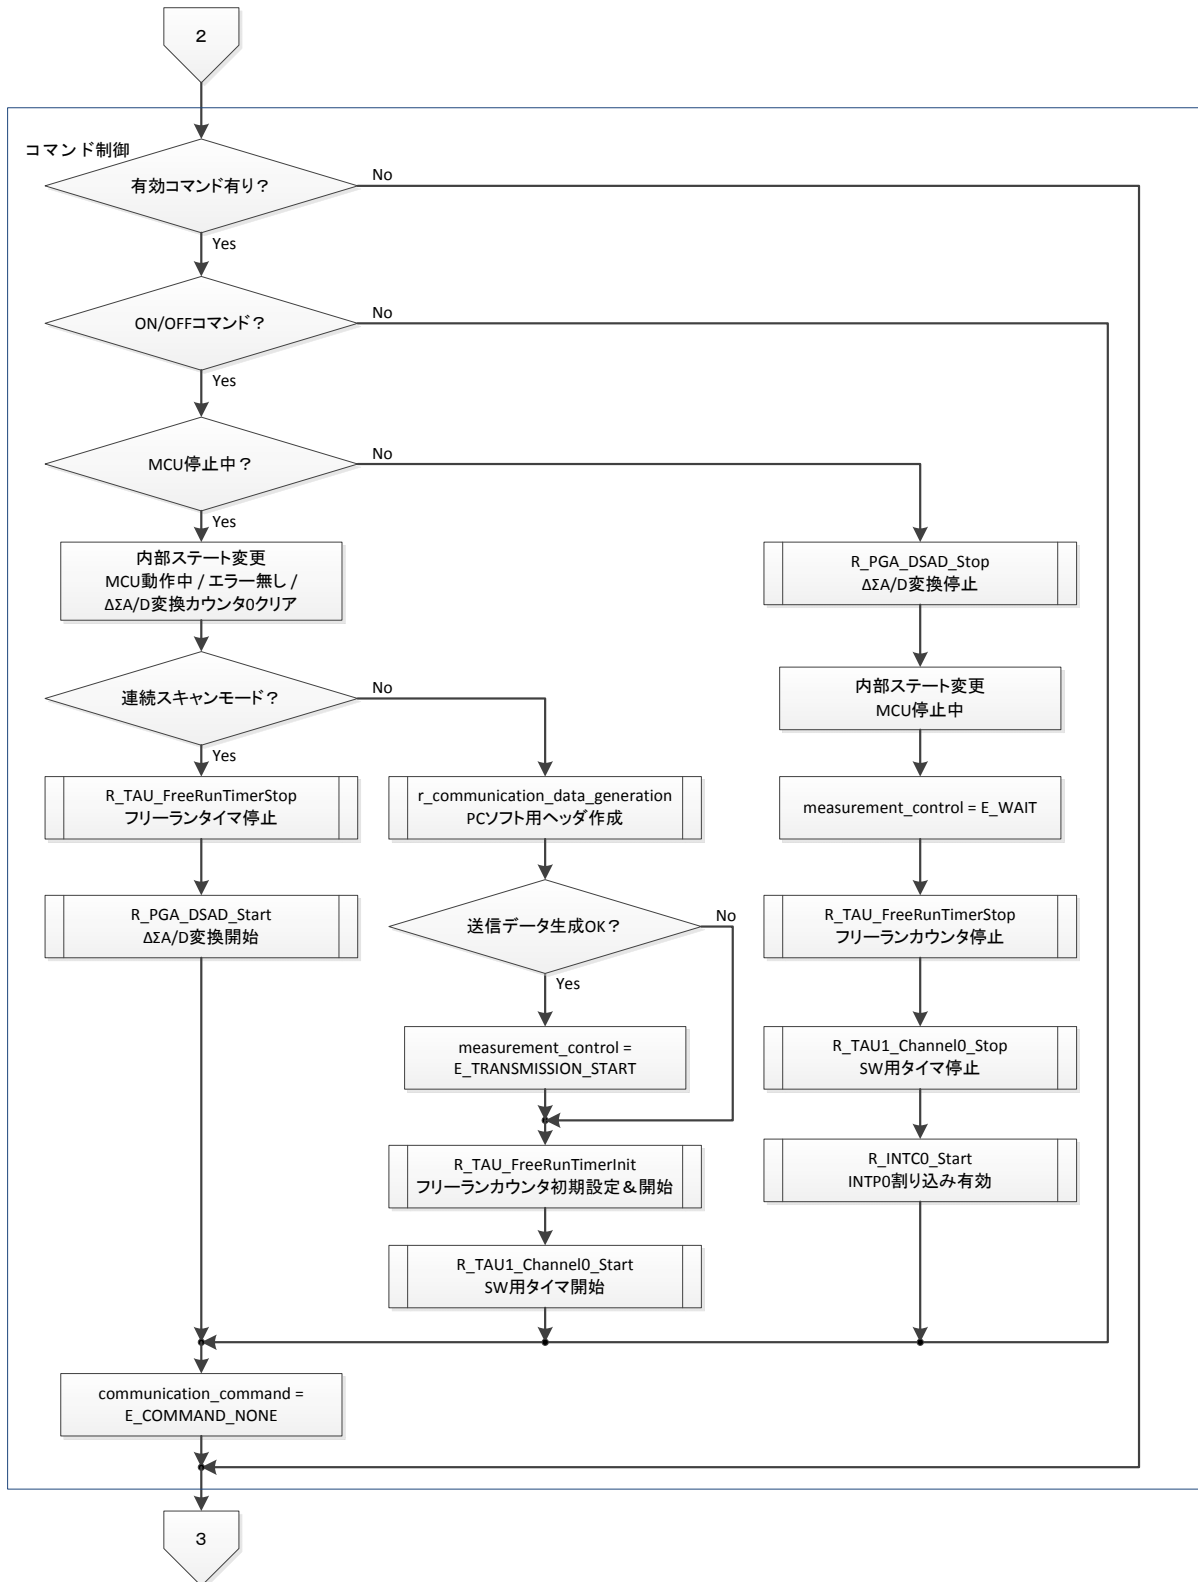 2
コマンド制御
有効コマンド有り？
No
Yes
ON/OFFコマンド？
No
Yes
MCU停止中？
No
Yes
内部ステート変更
MCU動作中 / エラー無し /
ΔΣA/D変換カウンタ0クリア
連続スキャンモード？
No
Yes
R_TAU_FreeRunTimerStop
フリーランタイマ停止
R_PGA_DSAD_Start
ΔΣA/D変換開始
r_communication_data_generation
PCソフト用ヘッダ作成
送信データ生成OK？
No
Yes
measurement_control =
E_TRANSMISSION_START
R_TAU_FreeRunTimerInit
フリーランカウンタ初期設定＆開始
R_TAU1_Channel0_Start
SW用タイマ開始
R_PGA_DSAD_Stop
ΔΣA/D変換停止
内部ステート変更
MCU停止中
measurement_control = E_WAIT
R_TAU_FreeRunTimerStop
フリーランカウンタ停止
R_TAU1_Channel0_Stop
SW用タイマ停止
R_INTC0_Start
INTP0割り込み有効
communication_command =
E_COMMAND_NONE
3